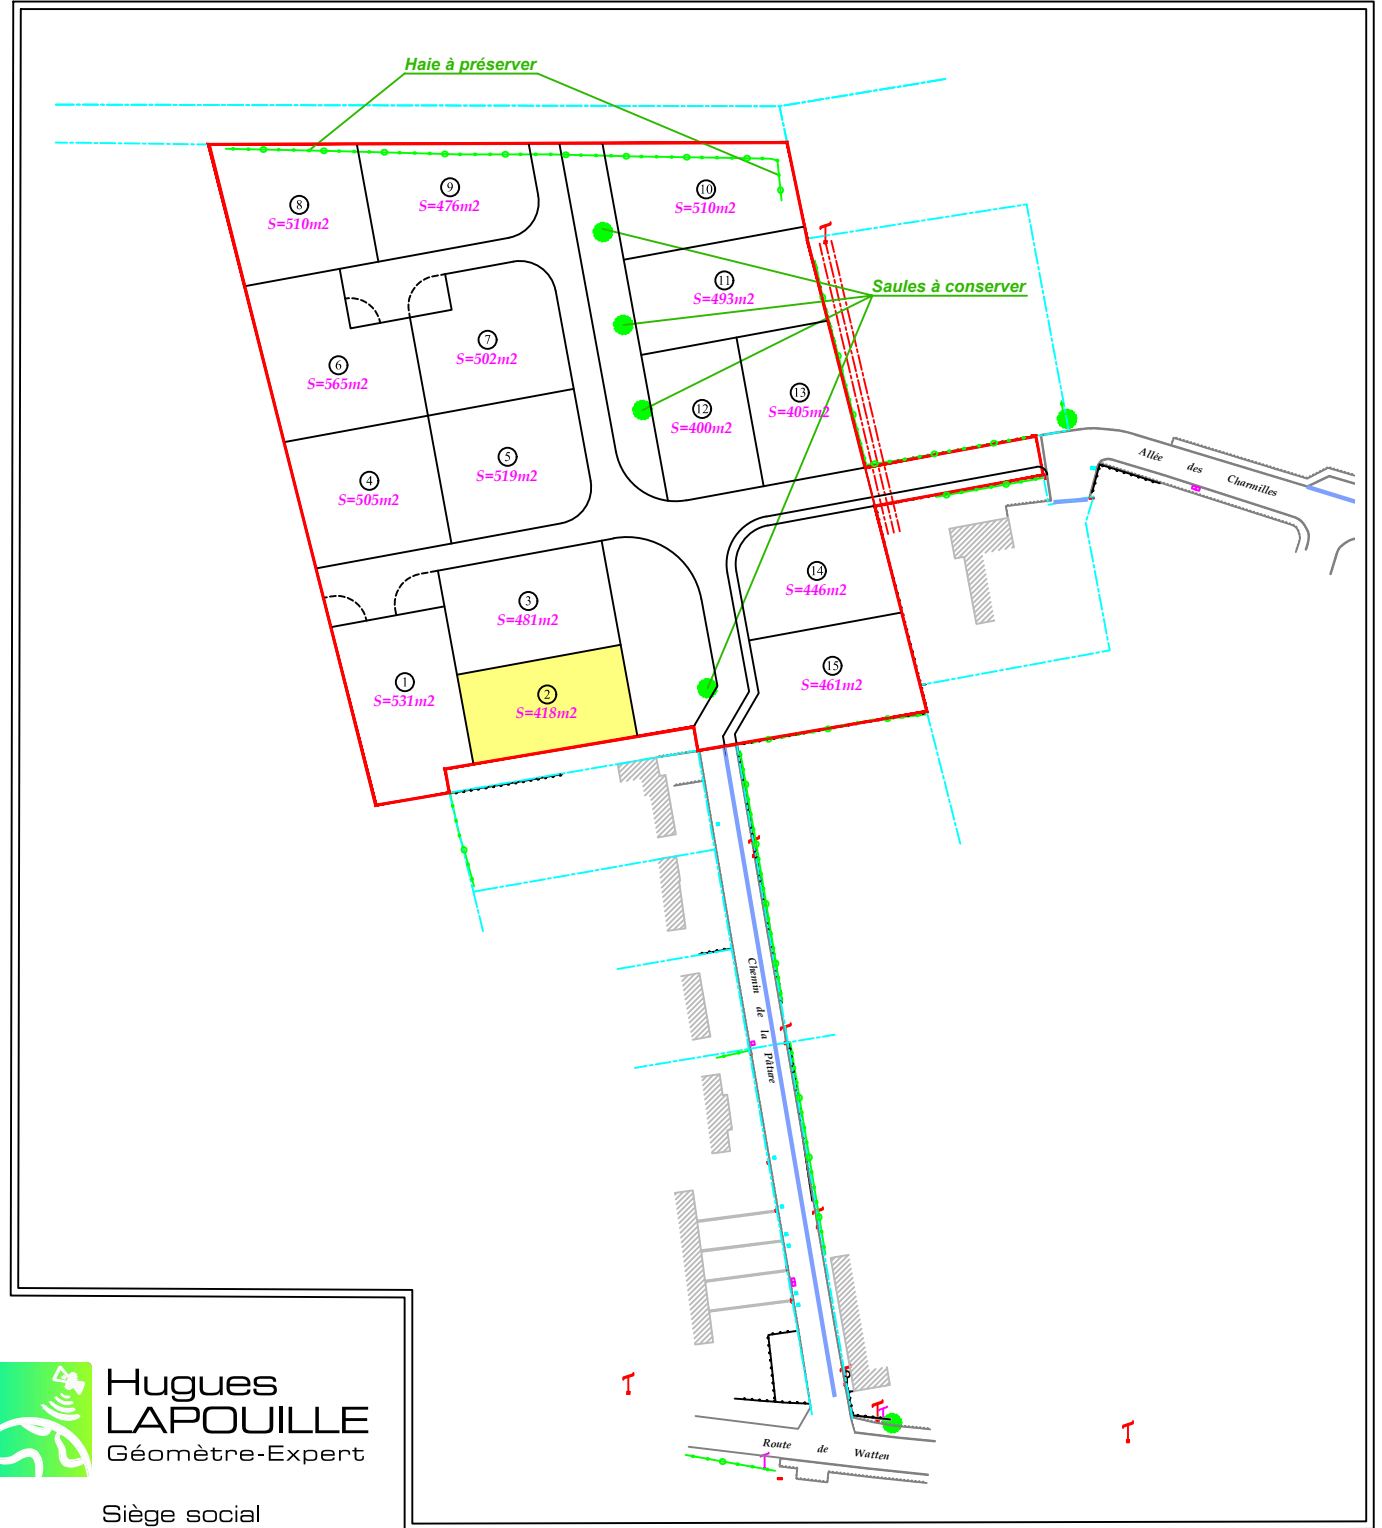 Haie à préserver
8
S=510m2
9
S=476m2
10
S=510m2
11
S=493m2
Saules à conserver
7
S=502m2
6
S=565m2
13
S=405m2
12
S=400m2
5
S=519m2
4
S=505m2
Allée des Charmilles
14
S=446m2
3
S=481m2
15
S=461m2
1
S=531m2
2
S=418m2
Chemin de la Pâture
Route de Watten
Hugues
LAPOUILLE
Géomètre-Expert
Siège social